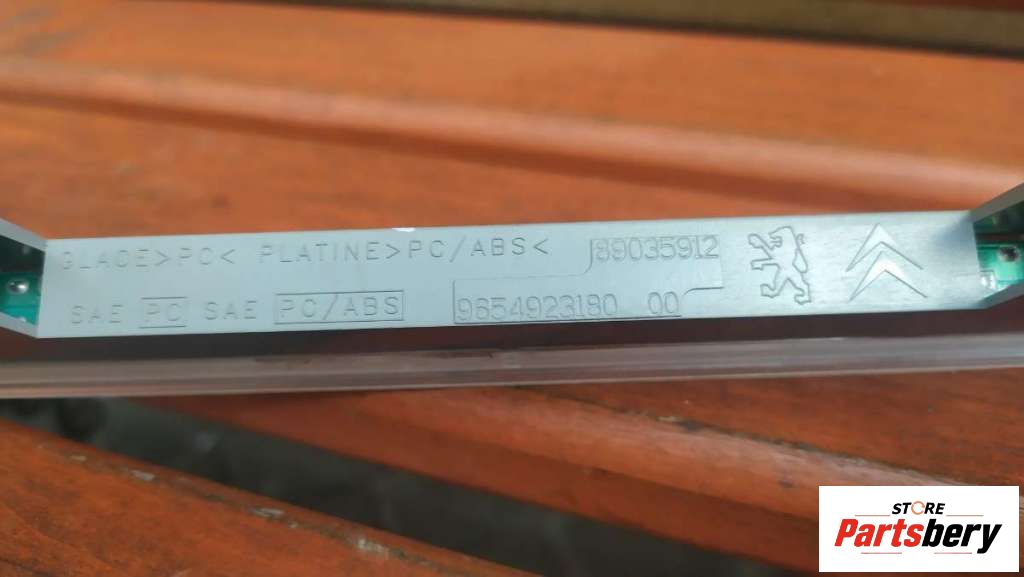 GLACE>PC< PLATINE>PC/ABS< 89035912
SAE PC SAE PC/ABS 9654923180 00
STORE
Partsbery